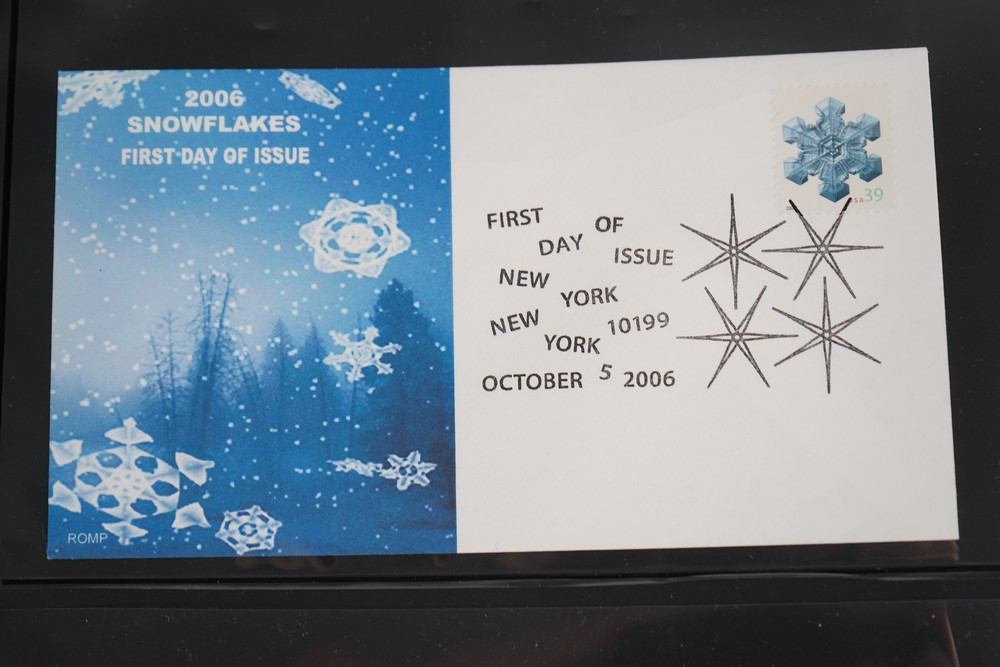 2006
SNOWFLAKES
FIRST DAY OF ISSUE
ROMP
USA 39
FIRST DAY OF ISSUE
NEW YORK
NEW YORK 10199
OCTOBER 5 2006